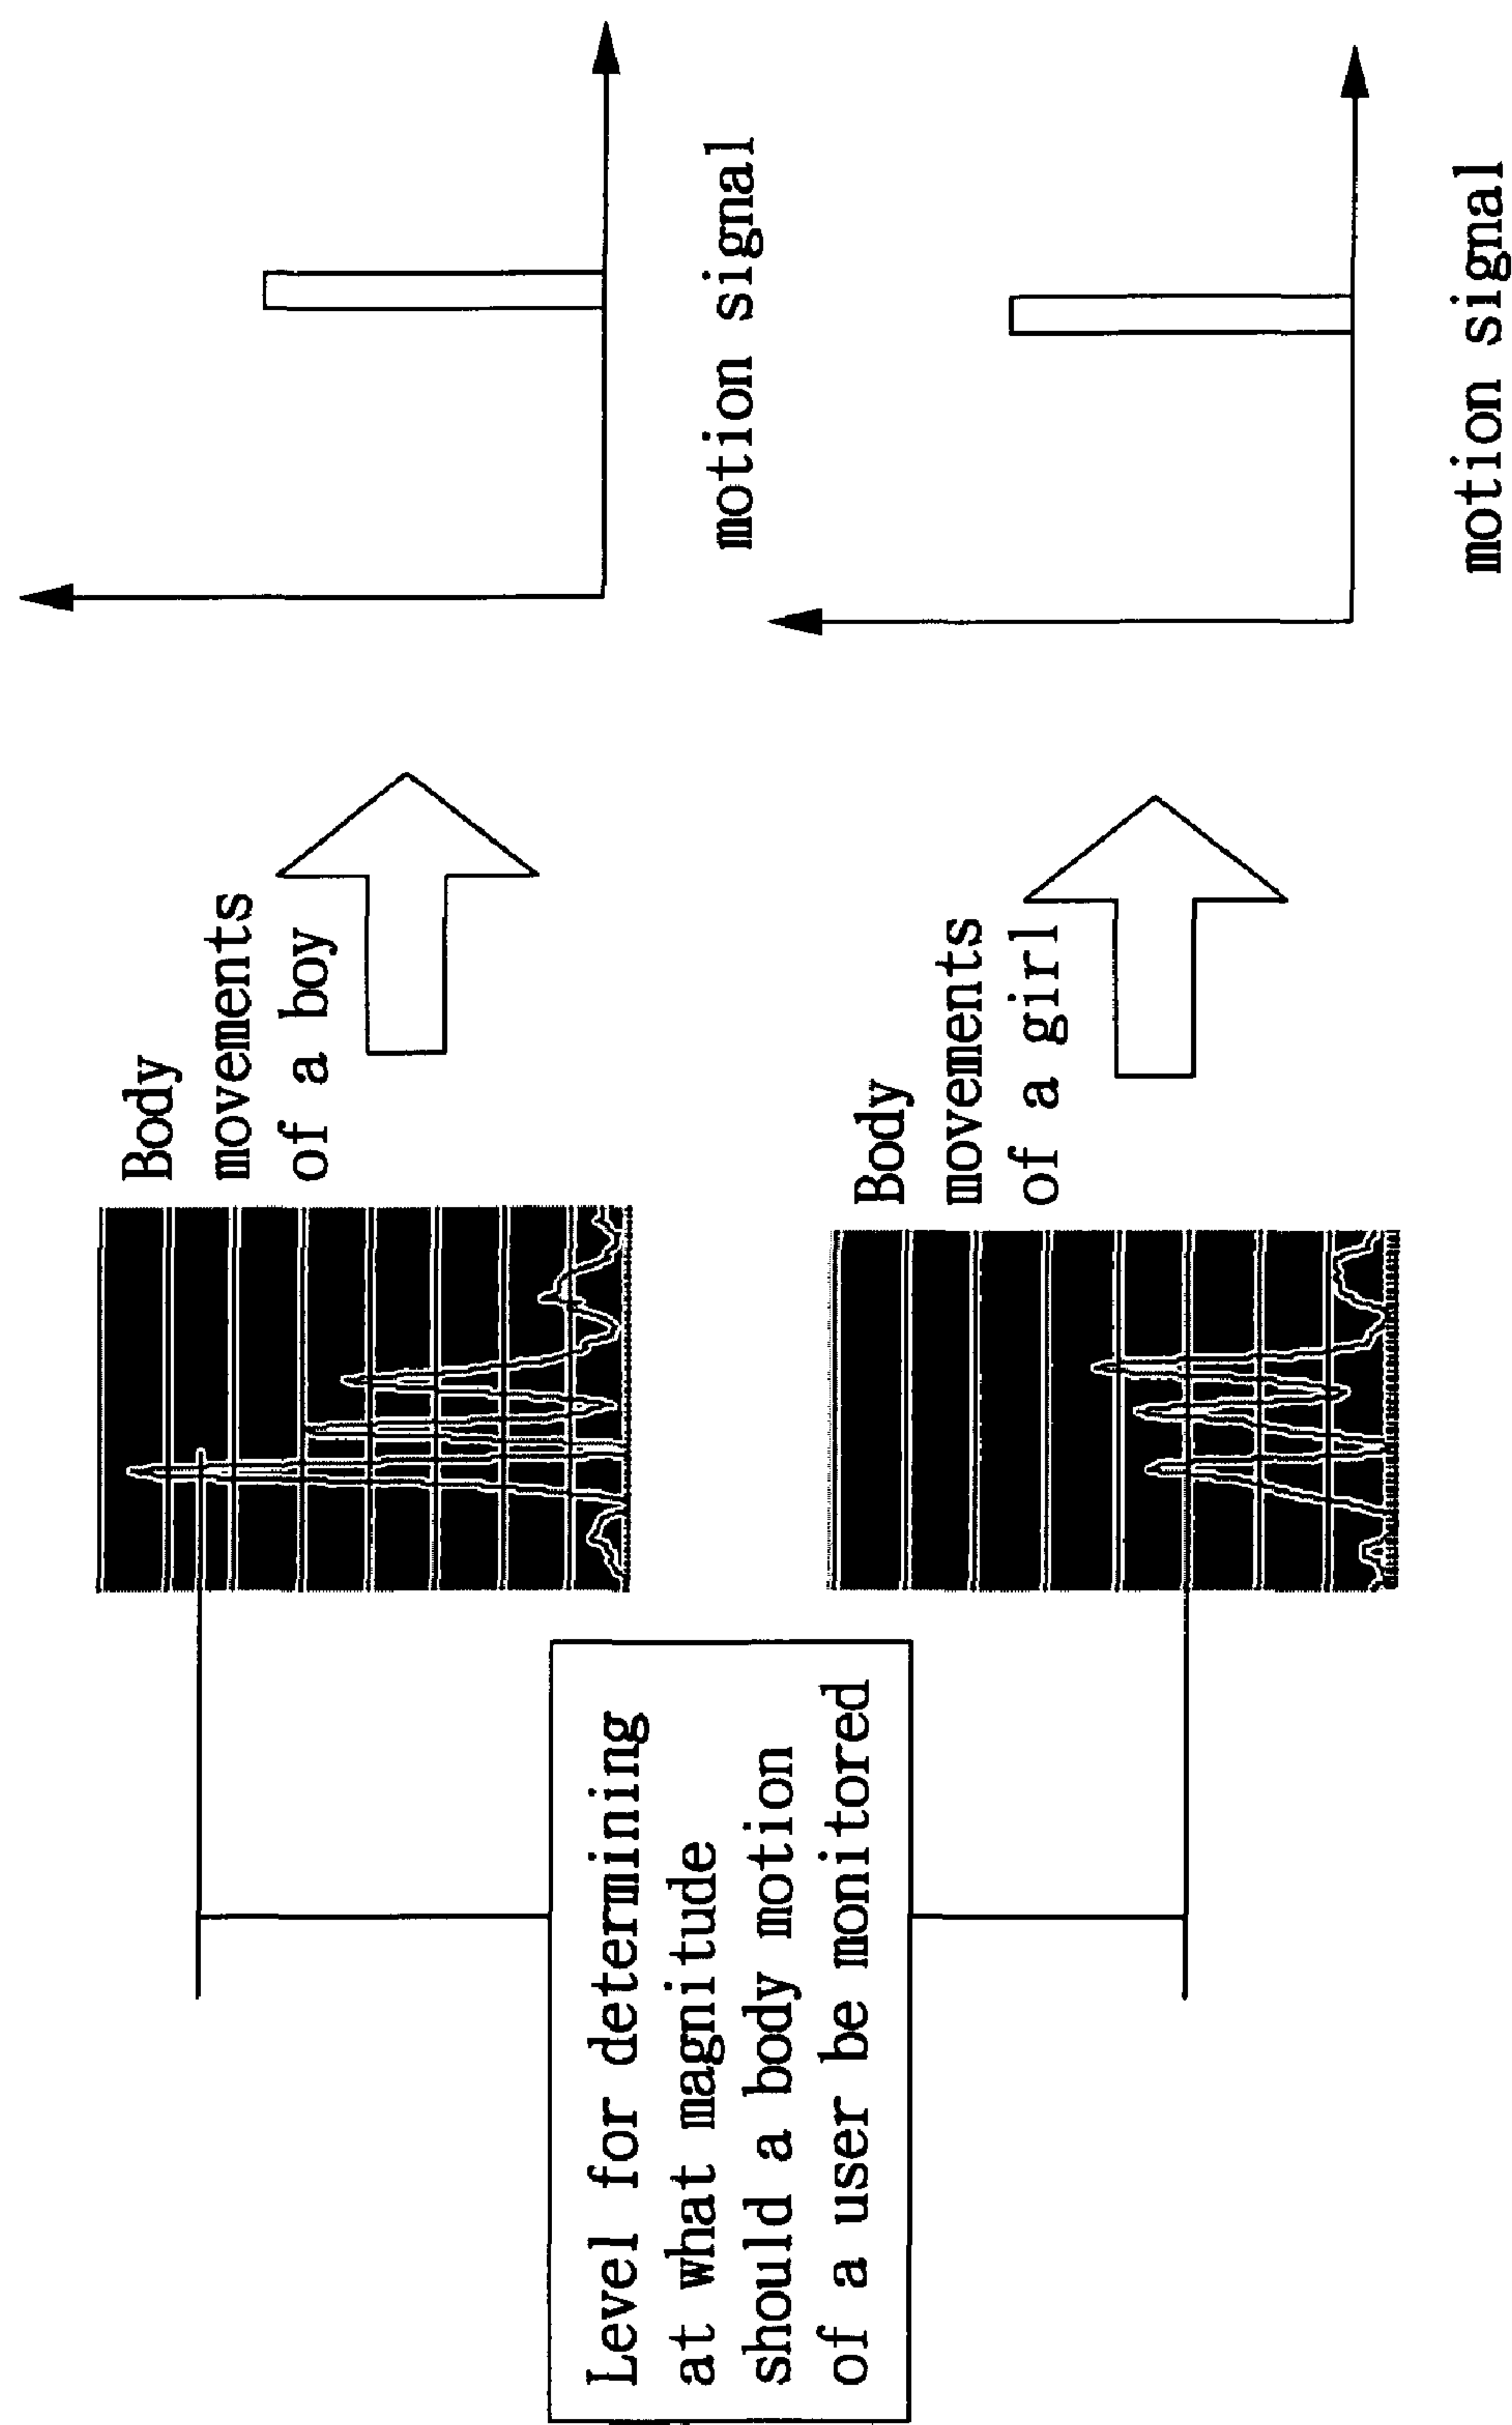 Level for determining
at what magnitude
should a body motion
of a user be monitored
Body
movements
of a boy
motion signal
Body
movements
of a girl
motion signal